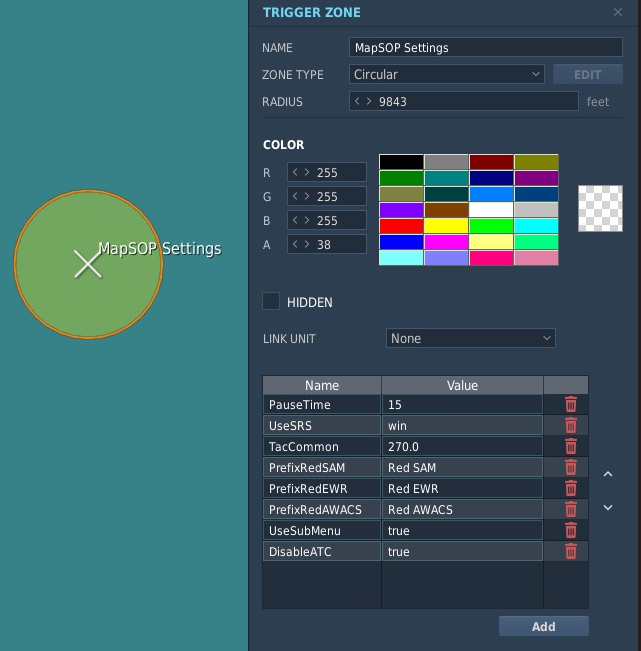 TRIGGER ZONE ×
NAME MapSOP Settings
ZONE TYPE Circular EDIT
RADIUS < > 9843 feet
COLOR
R < > 255
G < > 255
B < > 255
A < > 38
MapSOP Settings
HIDDEN
LINK UNIT None
Name Value
PauseTime 15
UseSRS win
TacCommon 270.0
PrefixRedSAM Red SAM
PrefixRedEWR Red EWR
PrefixRedAWACS Red AWACS
UseSubMenu true
DisableATC true
Add